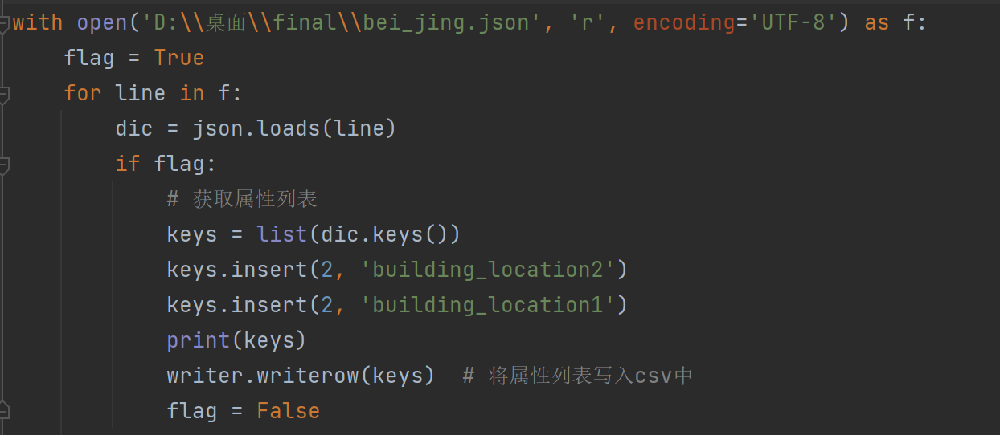 with open('D:\\桌面\\final\\bei_jing.json', 'r', encoding='UTF-8') as f:
    flag = True
    for line in f:
        dic = json.loads(line)
        if flag:
            # 获取属性列表
            keys = list(dic.keys())
            keys.insert(2, 'building_location2')
            keys.insert(2, 'building_location1')
            print(keys)
            writer.writerow(keys)  # 将属性列表写入csv中
            flag = False